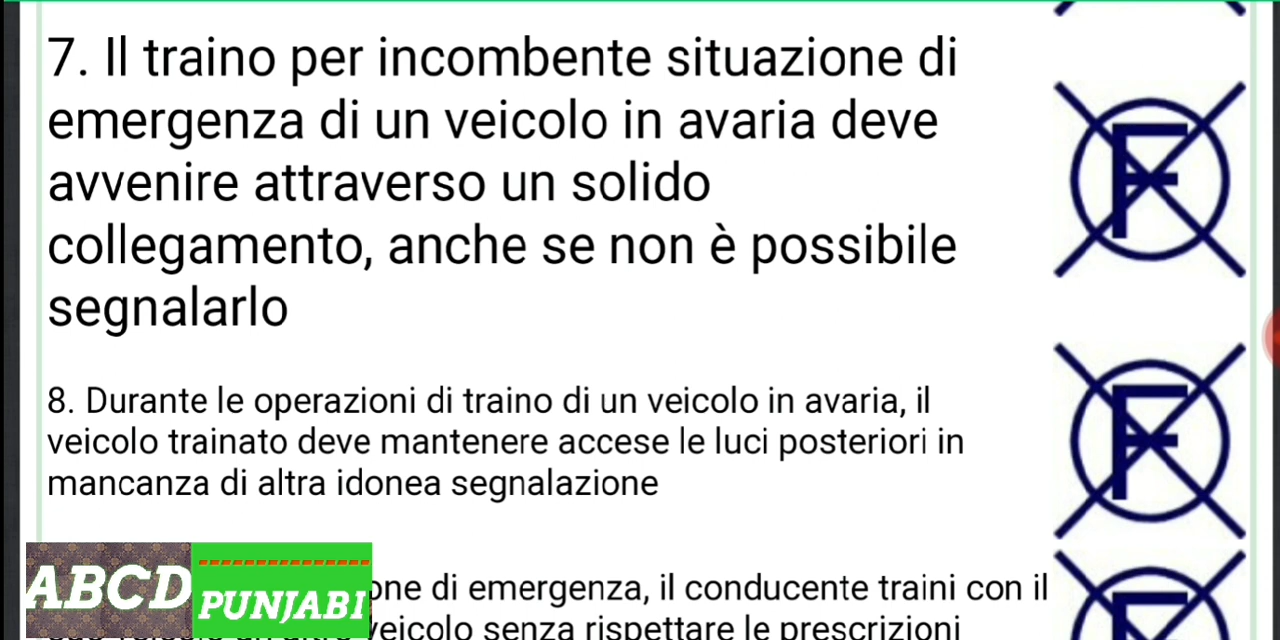 7. Il traino per incombente situazione di
emergenza di un veicolo in avaria deve
avvenire attraverso un solido
collegamento, anche se non è possibile
segnalarlo
F
8. Durante le operazioni di traino di un veicolo in avaria, il
veicolo trainato deve mantenere accese le luci posteriori in
mancanza di altra idonea segnalazione
F
ABCD PUNJABI
one di emergenza, il conducente traini con il
veicolo senza rispettare le prescrizioni